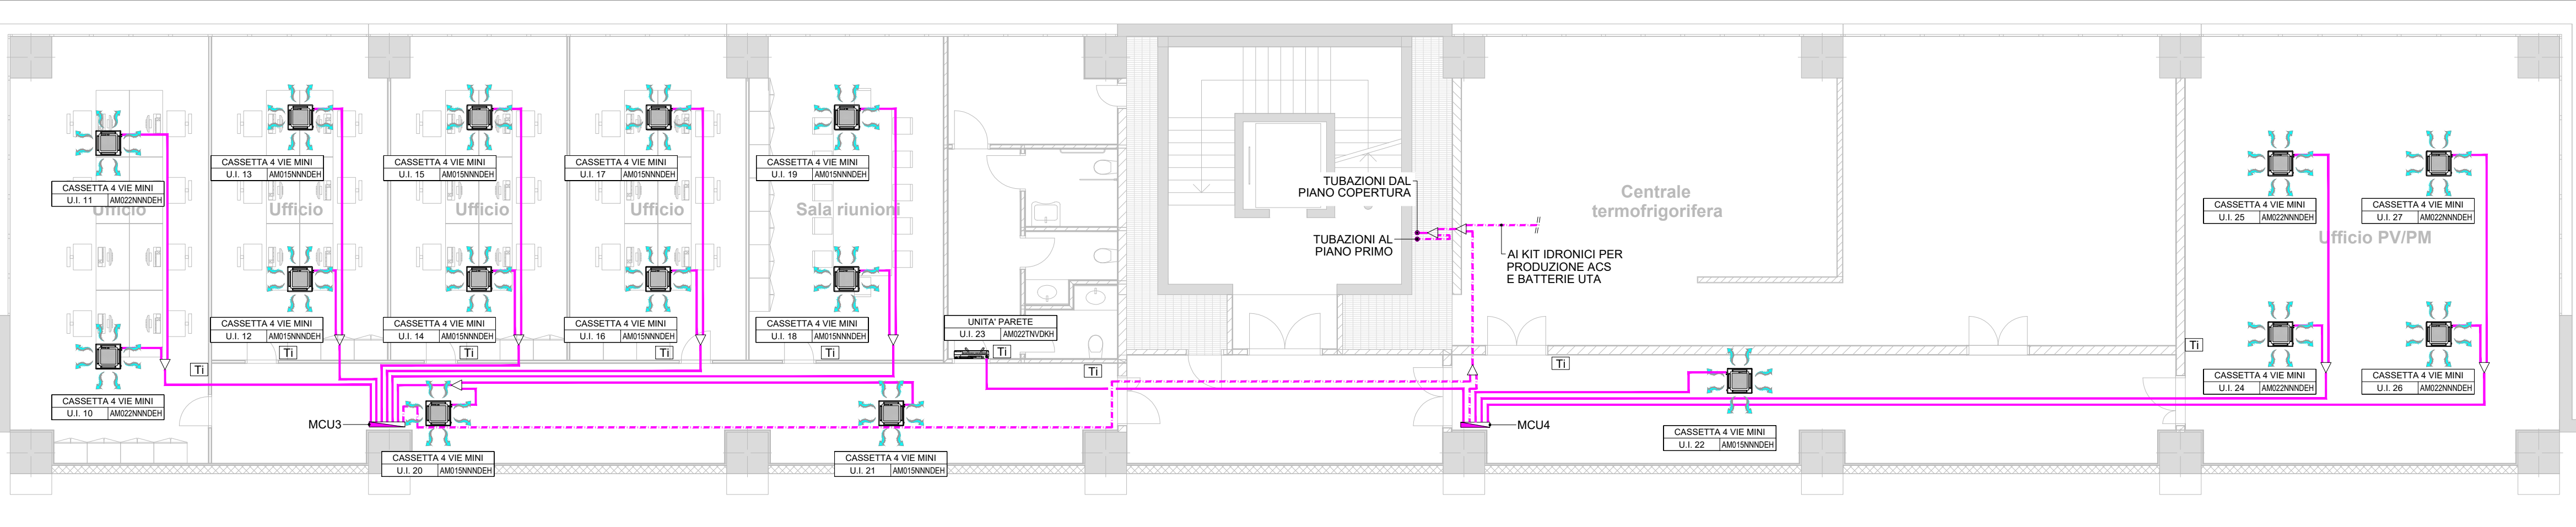 CASSETTA 4 VIE MINI
U.I. 11 AM022NNNDEH
Ufficio
CASSETTA 4 VIE MINI
U.I. 10 AM022NNNDEH
Ti
CASSETTA 4 VIE MINI
U.I. 13 AM015NNNDEH
Ufficio
CASSETTA 4 VIE MINI
U.I. 12 AM015NNNDEH
Ti
CASSETTA 4 VIE MINI
U.I. 15 AM015NNNDEH
Ufficio
CASSETTA 4 VIE MINI
U.I. 14 AM015NNNDEH
Ti
CASSETTA 4 VIE MINI
U.I. 17 AM015NNNDEH
Ufficio
CASSETTA 4 VIE MINI
U.I. 16 AM015NNNDEH
Ti
CASSETTA 4 VIE MINI
U.I. 19 AM015NNNDEH
Sala riunioni
CASSETTA 4 VIE MINI
U.I. 18 AM015NNNDEH
Ti
UNITA' PARETE
U.I. 23 AM022TNVDKH
Ti
Ti
MCU3
CASSETTA 4 VIE MINI
U.I. 20 AM015NNNDEH
CASSETTA 4 VIE MINI
U.I. 21 AM015NNNDEH
TUBAZIONI DAL
PIANO COPERTURA
TUBAZIONI AL
PIANO PRIMO
AI KIT IDRONICI PER
PRODUZIONE ACS
E BATTERIE UTA
Centrale
termofrigorifera
Ti
MCU4
CASSETTA 4 VIE MINI
U.I. 22 AM015NNNDEH
Ti
CASSETTA 4 VIE MINI
U.I. 25 AM022NNNDEH
CASSETTA 4 VIE MINI
U.I. 27 AM022NNNDEH
Ufficio PV/PM
CASSETTA 4 VIE MINI
U.I. 24 AM022NNNDEH
CASSETTA 4 VIE MINI
U.I. 26 AM022NNNDEH